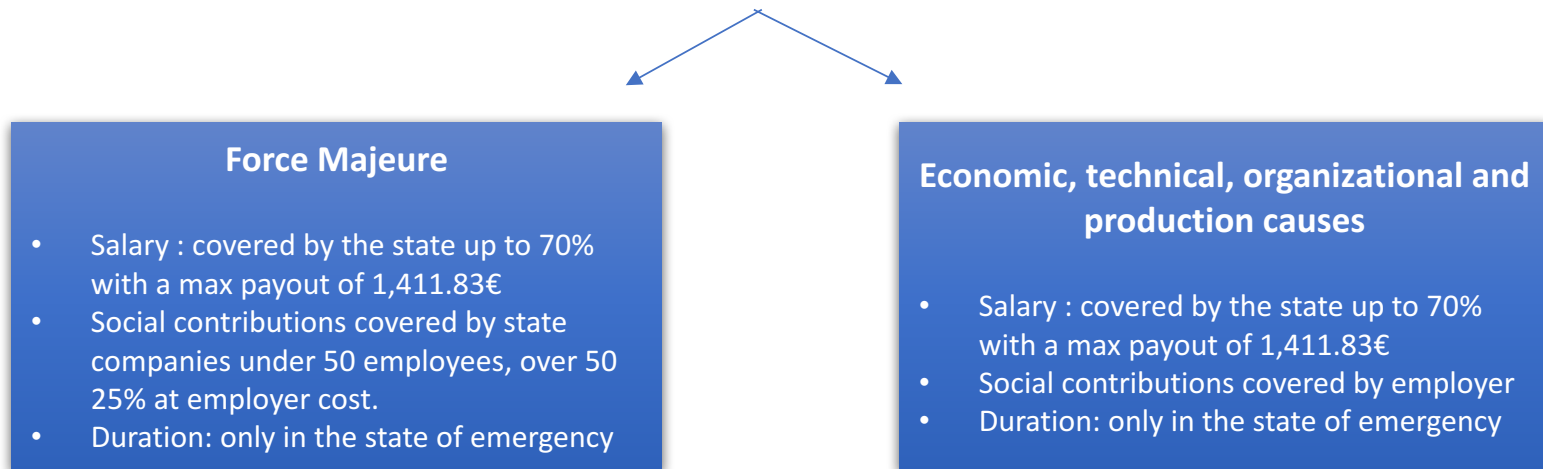 Force Majeure
• Salary : covered by the state up to 70%
with a max payout of 1,411.83€
• Social contributions covered by state
companies under 50 employees, over 50
25% at employer cost.
• Duration: only in the state of emergency
Economic, technical, organizational and
production causes
• Salary : covered by the state up to 70%
with a max payout of 1,411.83€
• Social contributions covered by employer
• Duration: only in the state of emergency